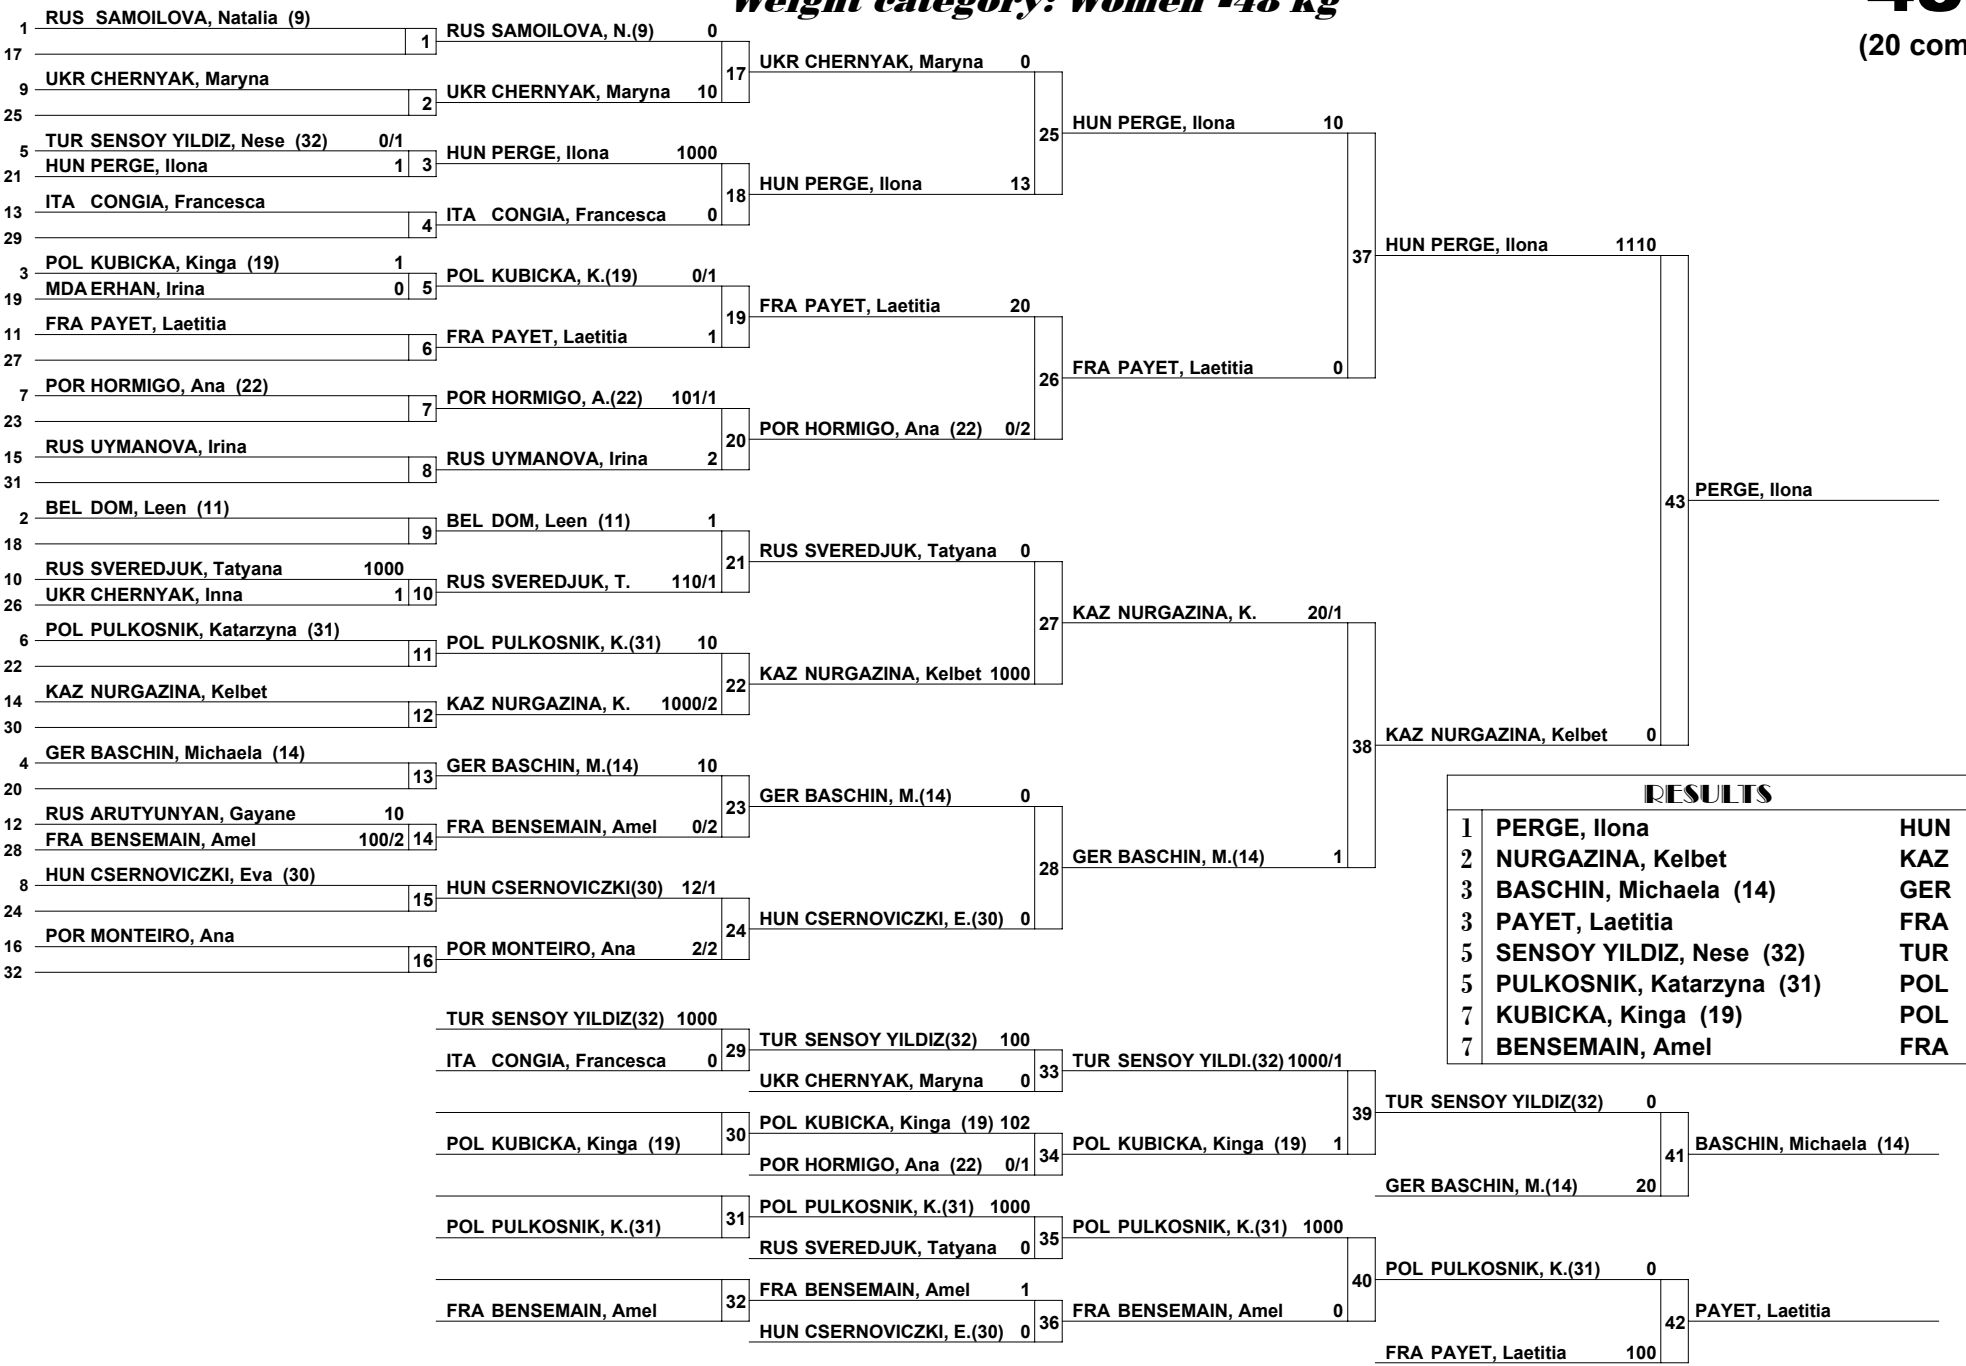 Weight category: Women -48 kg
(20 com
1 RUS SAMOILOVA, Natalia (9)
17
1
9 UKR CHERNYAK, Maryna
25
2
5 TUR SENSOY YILDIZ, Nese (32) 0/1
21 HUN PERGE, Ilona 1
3
13 ITA CONGIA, Francesca
29
4
3 POL KUBICKA, Kinga (19) 1
19 MDA ERHAN, Irina 0
5
11 FRA PAYET, Laetitia
27
6
7 POR HORMIGO, Ana (22)
23
7
15 RUS UYMANOVA, Irina
31
8
2 BEL DOM, Leen (11)
18
9
10 RUS SVEREDJUK, Tatyana 1000
26 UKR CHERNYAK, Inna 1
10
6 POL PULKOSNIK, Katarzyna (31)
22
11
14 KAZ NURGAZINA, Kelbet
30
12
4 GER BASCHIN, Michaela (14)
20
13
12 RUS ARUTYUNYAN, Gayane 10
28 FRA BENSEMAIN, Amel 100/2
14
8 HUN CSERNOVICZKI, Eva (30)
24
15
16 POR MONTEIRO, Ana
32
16
RUS SAMOILOVA, N.(9) 0
UKR CHERNYAK, Maryna 10
17
HUN PERGE, Ilona 1000
ITA CONGIA, Francesca 0
18
POL KUBICKA, K.(19) 0/1
FRA PAYET, Laetitia 1
19
POR HORMIGO, A.(22) 101/1
RUS UYMANOVA, Irina 2
20
BEL DOM, Leen (11) 1
RUS SVEREDJUK, T. 110/1
21
POL PULKOSNIK, K.(31) 10
KAZ NURGAZINA, K. 1000/2
22
GER BASCHIN, M.(14) 10
FRA BENSEMAIN, Amel 0/2
23
HUN CSERNOVICZKI(30) 12/1
POR MONTEIRO, Ana 2/2
24
UKR CHERNYAK, Maryna 0
HUN PERGE, Ilona 13
25
FRA PAYET, Laetitia 20
POR HORMIGO, Ana (22) 0/2
26
RUS SVEREDJUK, Tatyana 0
KAZ NURGAZINA, Kelbet 1000
27
GER BASCHIN, M.(14) 0
HUN CSERNOVICZKI, E.(30) 0
28
HUN PERGE, Ilona 10
FRA PAYET, Laetitia 0
37
KAZ NURGAZINA, K. 20/1
GER BASCHIN, M.(14) 1
38
HUN PERGE, Ilona 1110
KAZ NURGAZINA, Kelbet 0
43
PERGE, Ilona
RESULTS
1 PERGE, Ilona HUN
2 NURGAZINA, Kelbet KAZ
3 BASCHIN, Michaela (14) GER
3 PAYET, Laetitia FRA
5 SENSOY YILDIZ, Nese (32) TUR
5 PULKOSNIK, Katarzyna (31) POL
7 KUBICKA, Kinga (19) POL
7 BENSEMAIN, Amel FRA
TUR SENSOY YILDIZ(32) 1000
ITA CONGIA, Francesca 0
29
POL KUBICKA, Kinga (19)
30
POL PULKOSNIK, K.(31)
31
FRA BENSEMAIN, Amel
32
TUR SENSOY YILDIZ(32) 100
UKR CHERNYAK, Maryna 0
33
POL KUBICKA, Kinga (19) 102
POR HORMIGO, Ana (22) 0/1
34
POL PULKOSNIK, K.(31) 1000
RUS SVEREDJUK, Tatyana 0
35
FRA BENSEMAIN, Amel 1
HUN CSERNOVICZKI, E.(30) 0
36
TUR SENSOY YILDI.(32) 1000/1
POL KUBICKA, Kinga (19) 1
39
POL PULKOSNIK, K.(31) 1000
FRA BENSEMAIN, Amel 0
40
TUR SENSOY YILDIZ(32) 0
GER BASCHIN, M.(14) 20
41
BASCHIN, Michaela (14)
POL PULKOSNIK, K.(31) 0
FRA PAYET, Laetitia 100
42
PAYET, Laetitia